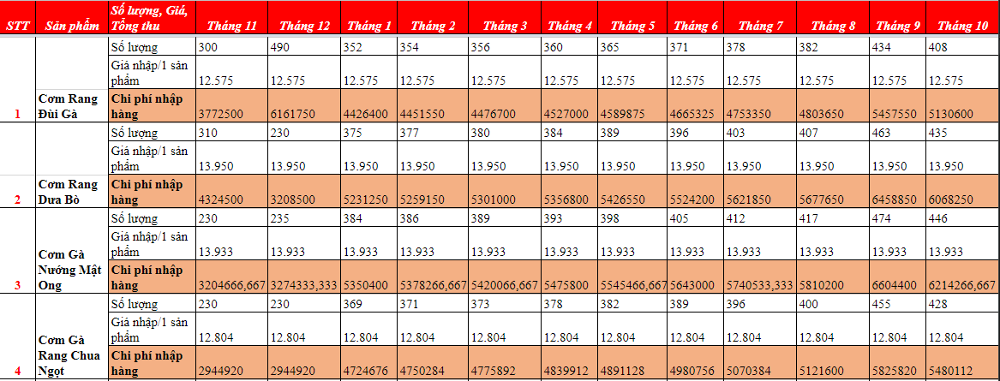 STT Sản phẩm Số lượng, Giá, Tổng thu Tháng 11 Tháng 12 Tháng 1 Tháng 2 Tháng 3 Tháng 4 Tháng 5 Tháng 6 Tháng 7 Tháng 8 Tháng 9 Tháng 10
1 Cơm Rang Đùi Gà
Số lượng 300 490 352 354 356 360 365 371 378 382 434 408
Giá nhập/1 sản phẩm 12.575 12.575 12.575 12.575 12.575 12.575 12.575 12.575 12.575 12.575 12.575 12.575
Chi phí nhập hàng 3772500 6161750 4426400 4451550 4476700 4527000 4589875 4665325 4753350 4803650 5457550 5130600
2 Cơm Rang Dưa Bò
Số lượng 310 230 375 377 380 384 389 396 403 407 463 435
Giá nhập/1 sản phẩm 13.950 13.950 13.950 13.950 13.950 13.950 13.950 13.950 13.950 13.950 13.950 13.950
Chi phí nhập hàng 4324500 3208500 5231250 5259150 5301000 5356800 5426550 5524200 5621850 5677650 6458850 6068250
3 Cơm Gà Nướng Mật Ong
Số lượng 230 235 384 386 389 393 398 405 412 417 474 446
Giá nhập/1 sản phẩm 13.933 13.933 13.933 13.933 13.933 13.933 13.933 13.933 13.933 13.933 13.933 13.933
Chi phí nhập hàng 3204666,667 3274333,333 5350400 5378266,667 5420066,667 5475800 5545466,667 5643000 5740533,333 5810200 6604400 6214266,667
4 Cơm Gà Rang Chua Ngọt
Số lượng 230 230 369 371 373 378 382 389 396 400 455 428
Giá nhập/1 sản phẩm 12.804 12.804 12.804 12.804 12.804 12.804 12.804 12.804 12.804 12.804 12.804 12.804
Chi phí nhập hàng 2944920 2944920 4724676 4750284 4775892 4839912 4891128 4980756 5070384 5121600 5825820 5480112